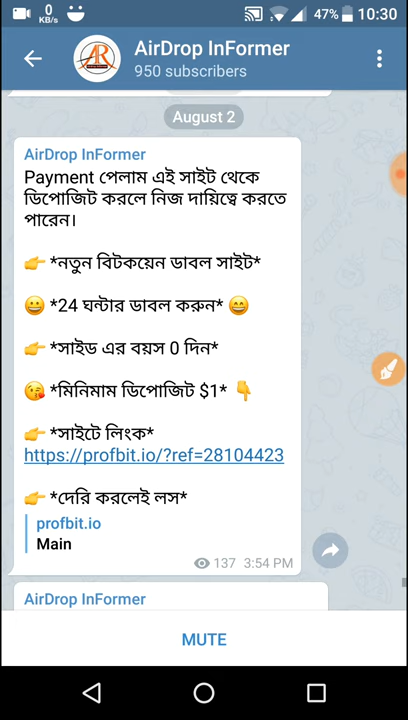 0
KB/s
47%
10:30
AR
AirDrop InFormer
950 subscribers
August 2
AirDrop InFormer
Payment পেলাম এই সাইট থেকে
ডিপোজিট করলে নিজ দায়িত্বে করতে
পারেন।
👉 *নতুন বিটকয়েন ডাবল সাইট*
😀 *24 ঘন্টার ডাবল করুন* 😄
👉 *সাইড এর বয়স 0 দিন*
😘 *মিনিমাম ডিপোজিট $1* 👇
👉 *সাইটে লিংক*
https://profbit.io/?ref=28104423
👉 *দেরি করলেই লস*
profbit.io
Main
137 3:54 PM
AirDrop InFormer
MUTE